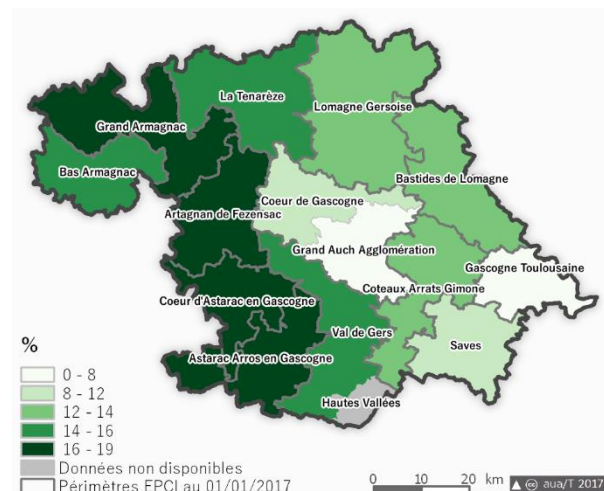 La Tenarèze
Lomagne Gersoise
Grand Armagnac
Bas Armagnac
Bastides de Lomagne
Coeur de Gascogne
Artagnan de Fezensac
Grand Auch Agglomération
Gascogne Toulousaine
Coteaux Arrats Gimone
Coeur d'Astarac en Gascogne
Val de Gers
Saves
Astarac Arros en Gascogne
Hautes Vallées
%
0 - 8
8 - 12
12 - 14
14 - 16
16 - 19
Données non disponibles
Périmètres EPCI au 01/01/2017
0 10 20 km
cc aua/T 2017